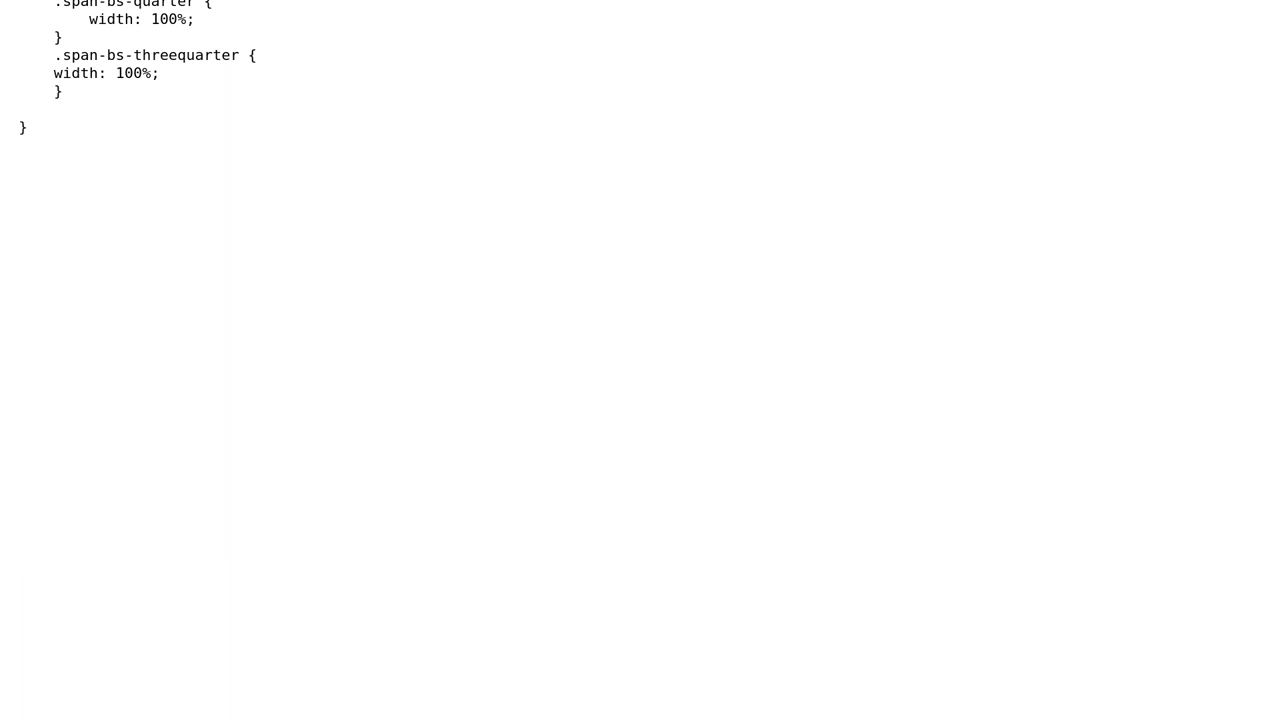 .span-bs-quarter {
width: 100%;
}
.span-bs-threequarter {
width: 100%;
}
}